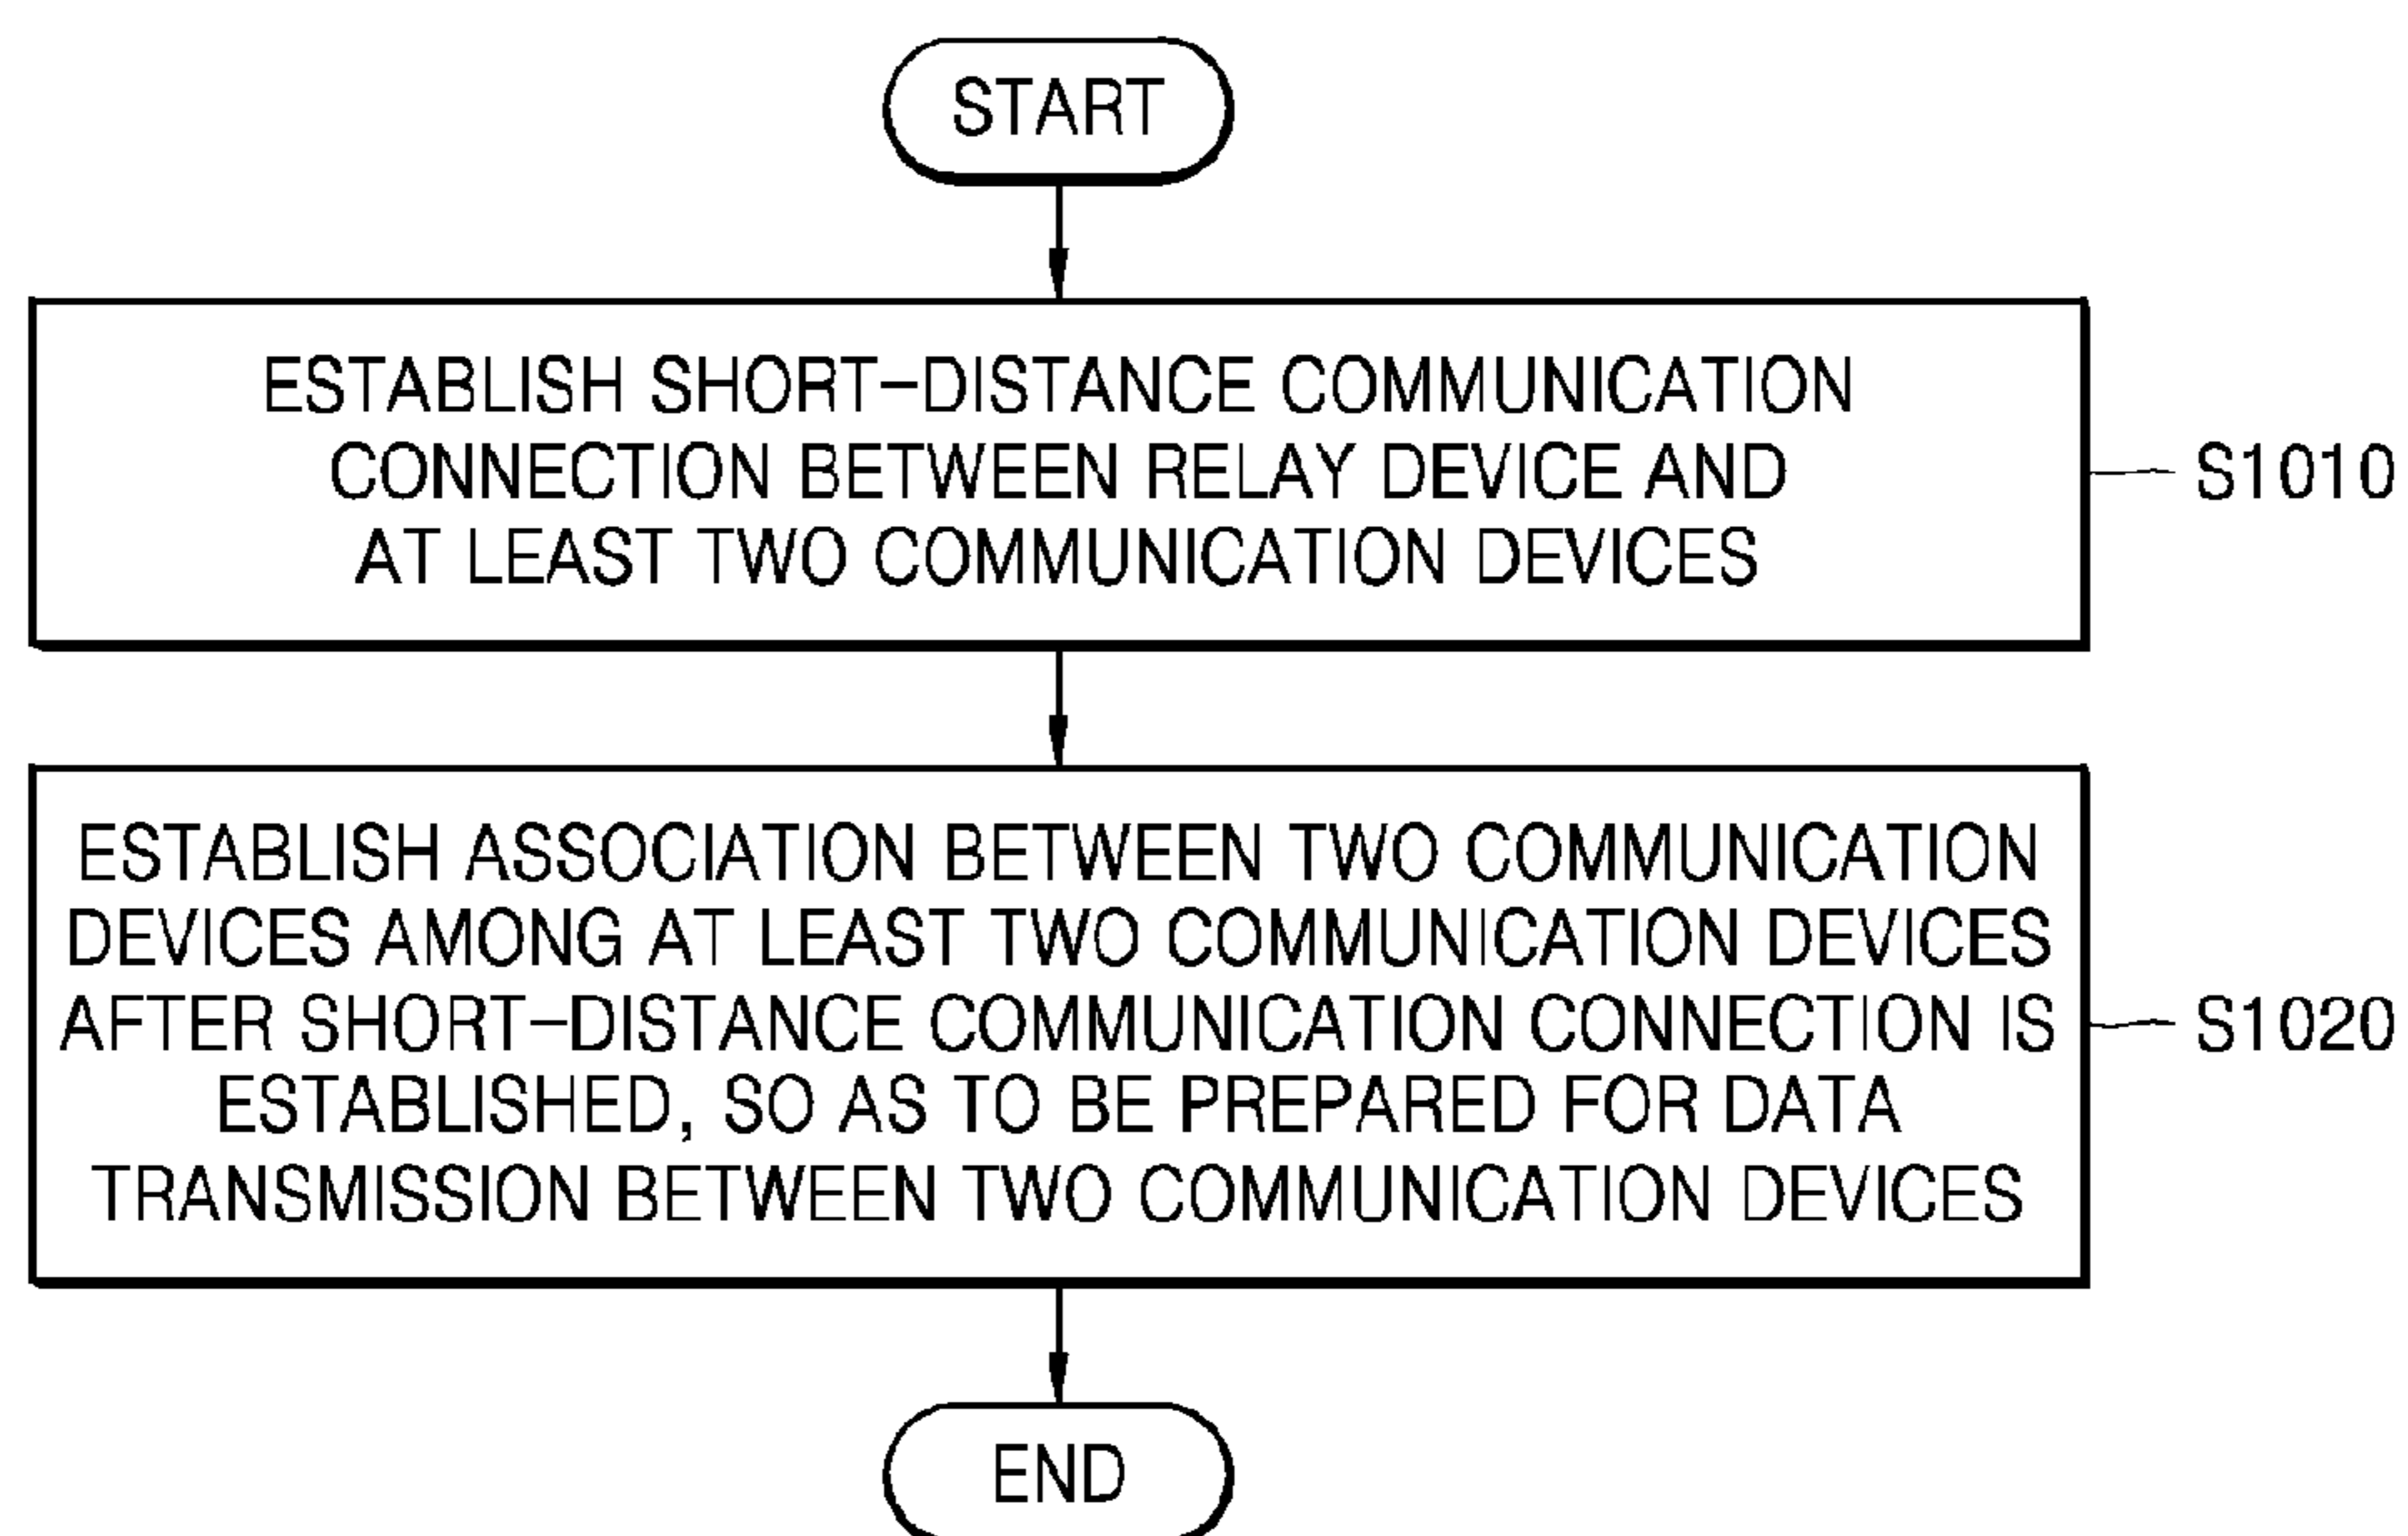 START
ESTABLISH SHORT-DISTANCE COMMUNICATION
CONNECTION BETWEEN RELAY DEVICE AND
AT LEAST TWO COMMUNICATION DEVICES
S1010
ESTABLISH ASSOCIATION BETWEEN TWO COMMUNICATION
DEVICES AMONG AT LEAST TWO COMMUNICATION DEVICES
AFTER SHORT-DISTANCE COMMUNICATION CONNECTION IS
ESTABLISHED, SO AS TO BE PREPARED FOR DATA
TRANSMISSION BETWEEN TWO COMMUNICATION DEVICES
S1020
END